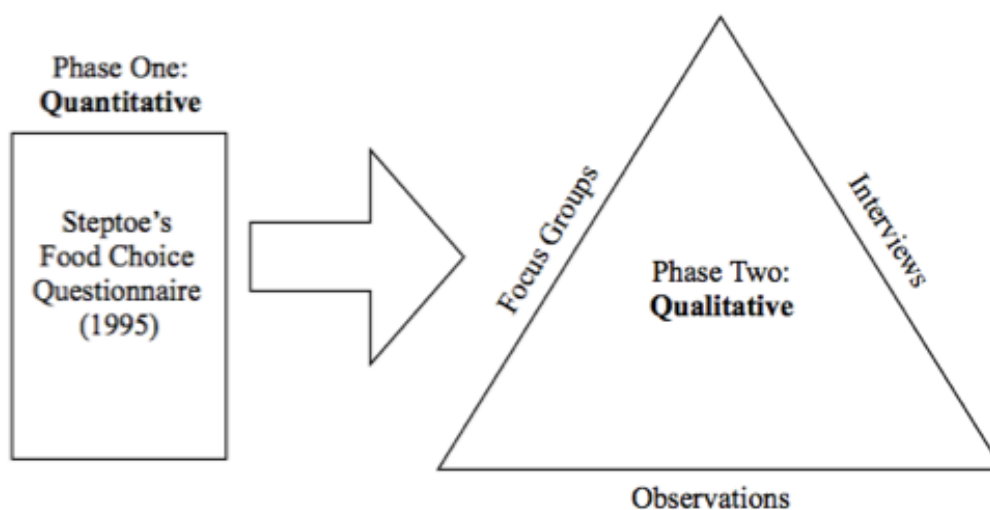 Phase One:
Quantitative
Steptoe's
Food Choice
Questionnaire
(1995)
Focus Groups
Interviews
Phase Two:
Qualitative
Observations